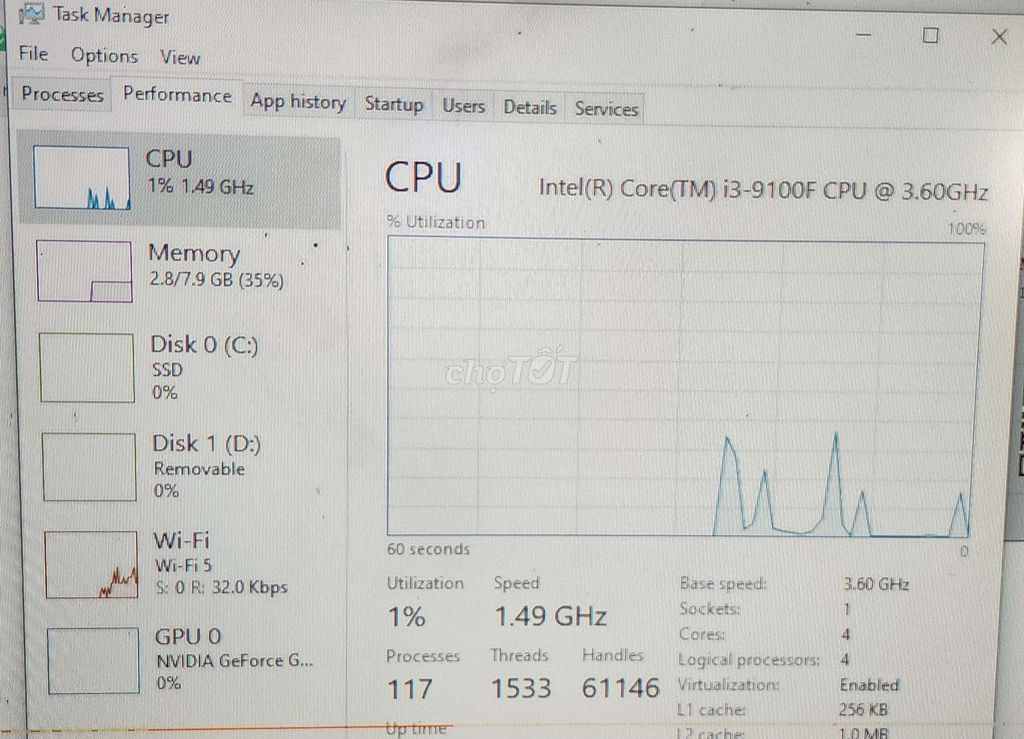 Task Manager
File Options View
Processes Performance App history Startup Users Details Services
CPU
1% 1.49 GHz
Memory
2.8/7.9 GB (35%)
Disk 0 (C:)
SSD
0%
Disk 1 (D:)
Removable
0%
Wi-Fi
Wi-Fi 5
S: 0 R: 32.0 Kbps
GPU 0
NVIDIA GeForce G...
0%
CPU Intel(R) Core(TM) i3-9100F CPU @ 3.60GHz
% Utilization 100%
chợTỐT
60 seconds 0
Utilization Speed
1% 1.49 GHz
Processes Threads Handles
117 1533 61146
Up time
Base speed: 3.60 GHz
Sockets: 1
Cores: 4
Logical processors: 4
Virtualization: Enabled
L1 cache: 256 KB
L2 cache: 1.0 MB